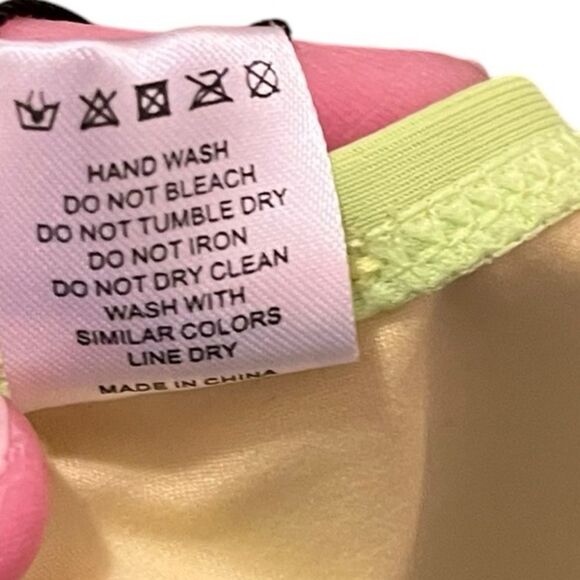 HAND WASH
DO NOT BLEACH
DO NOT TUMBLE DRY
DO NOT IRON
DO NOT DRY CLEAN
WASH WITH
SIMILAR COLORS
LINE DRY
MADE IN CHINA